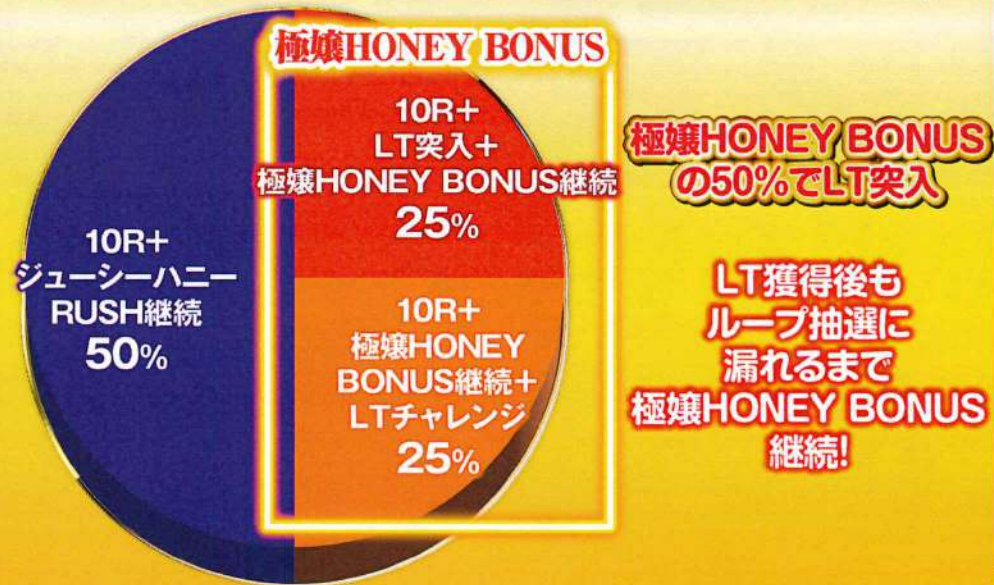 極嬢HONEY BONUS
10R+
LT突入+
極嬢HONEY BONUS継続
25%
10R+
ジューシーハニー
RUSH継続
50%
10R+
極嬢HONEY
BONUS継続+
LTチャレンジ
25%
極嬢HONEY BONUS
の50%でLT突入
LT獲得後も
ループ抽選に
漏れるまで
極嬢HONEY BONUS
継続!